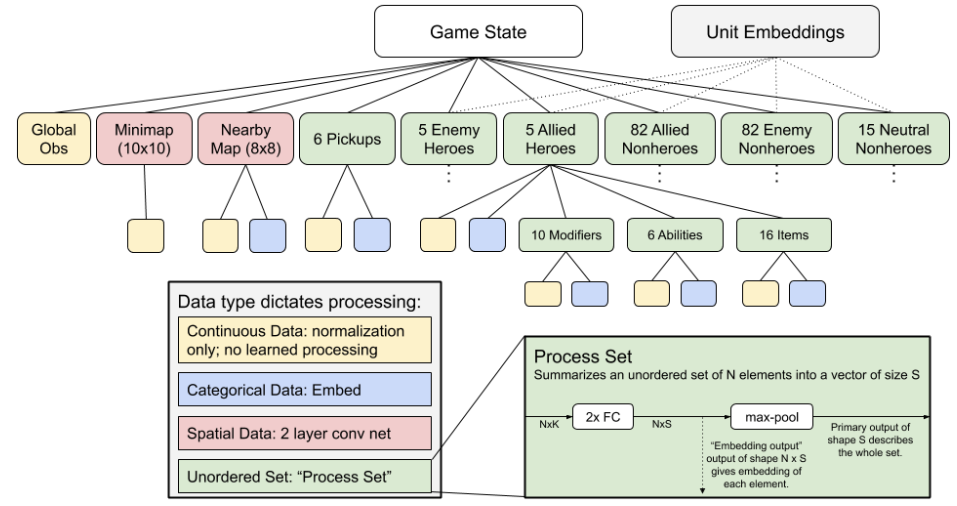 Game State
Unit Embeddings
Global
Obs
Minimap
(10x10)
Nearby
Map (8x8)
6 Pickups
5 Enemy
Heroes
5 Allied
Heroes
82 Allied
Nonheroes
82 Enemy
Nonheroes
15 Neutral
Nonheroes
10 Modifiers
6 Abilities
16 Items
Data type dictates processing:
Continuous Data: normalization
only; no learned processing
Categorical Data: Embed
Spatial Data: 2 layer conv net
Unordered Set: “Process Set”
Process Set
Summarizes an unordered set of N elements into a vector of size S
NxK
2x FC
NxS
max-pool
“Embedding output”
output of shape N x S
gives embedding of
each element.
Primary output of
shape S describes
the whole set.